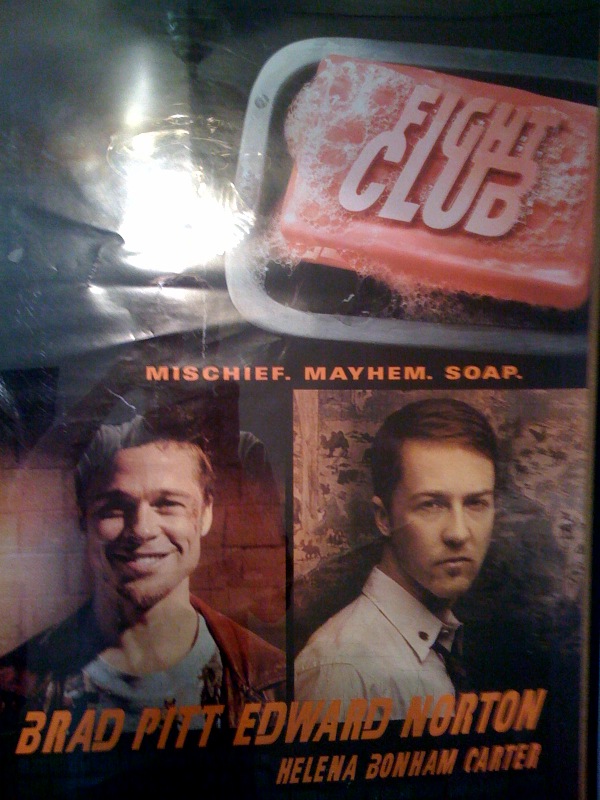 FIGHT
CLUB
MISCHIEF. MAYHEM. SOAP.
BRAD PITT EDWARD NORTON
HELENA BONHAM CARTER